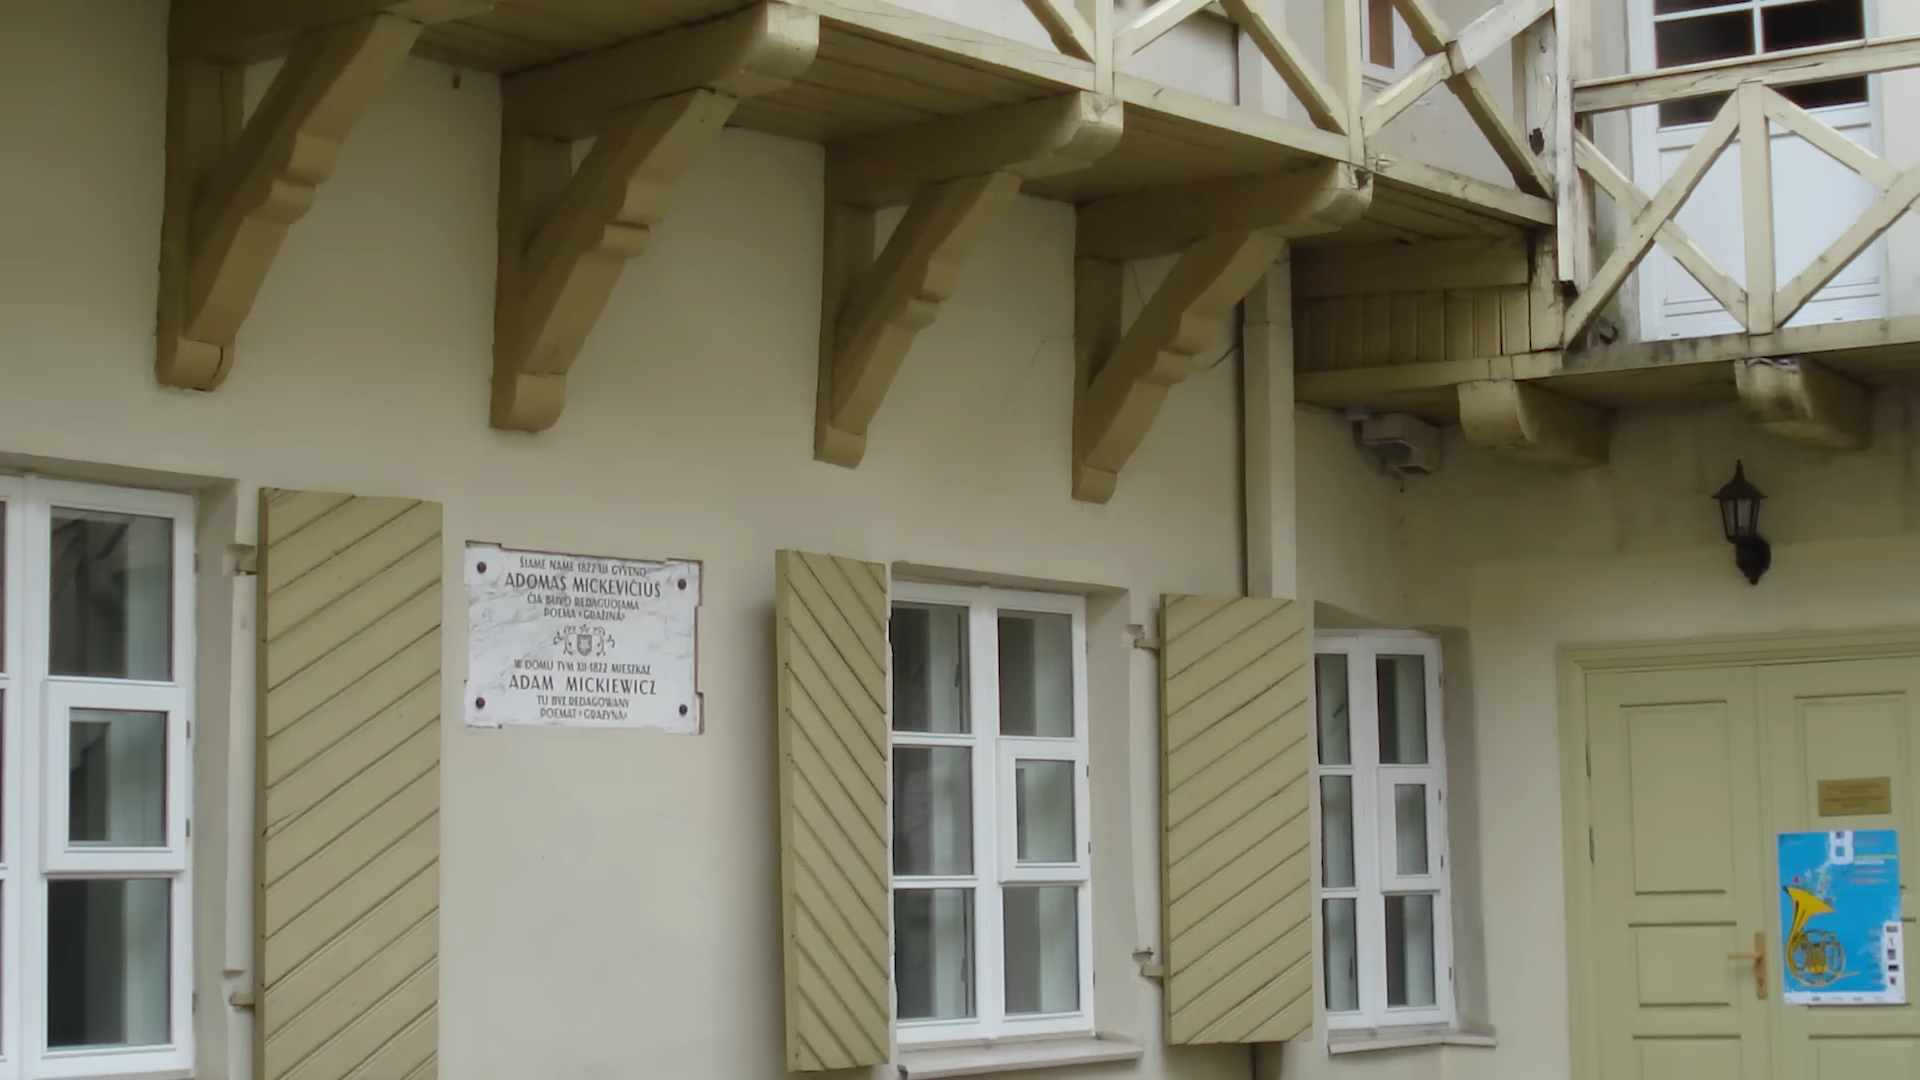 ŠIAME NAME 1822 XII GYVENO
ADOMAS MICKEVIČIUS
ČIA BUVO REDAGUOJAMA
POEMA „GRAŽINA"
W DOMU TYM XII 1822 MIESZKAŁ
ADAM MICKIEWICZ
TU BYŁ REDAGOWANY
POEMAT „GRAŻYNA"
8